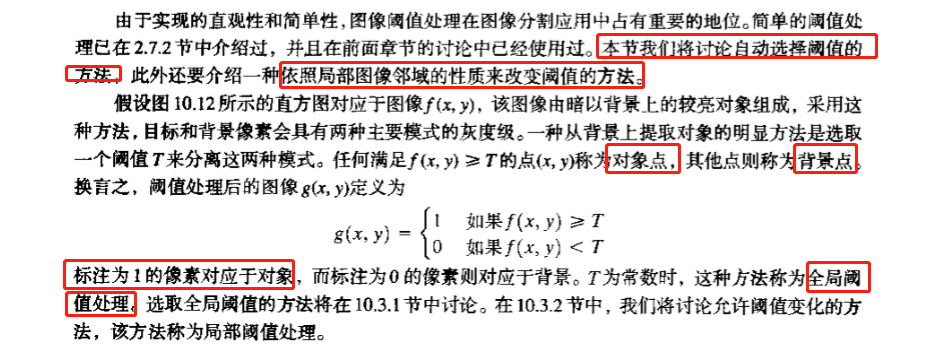 由于实现的直观性和简单性,图像阈值处理在图像分割应用中占有重要的地位。简单的阈值处
理已在 2.7.2 节中介绍过，并且在前面章节的讨论中已经使用过。本节我们将讨论自动选择阈值的
方法，此外还要介绍一种依照局部图像邻域的性质来改变阈值的方法。
假设图 10.12 所示的直方图对应于图像 f(x, y)，该图像由暗以背景上的较亮对象组成，采用这
种方法,目标和背景像素会具有两种主要模式的灰度级。一种从背景上提取对象的明显方法是选取
一个阈值 T 来分离这两种模式。任何满足 f(x, y) ≥ T 的点(x, y)称为对象点，其他点则称为背景点。
换言之，阈值处理后的图像 g(x, y)定义为
g(x, y) = { 1 如果 f(x, y) ≥ T
0 如果 f(x, y) < T
标注为 1 的像素对应于对象，而标注为 0 的像素则对应于背景。T 为常数时，这种方法称为全局阈
值处理。选取全局阈值的方法将在 10.3.1 节中讨论。在 10.3.2 节中，我们将讨论允许阈值变化的方
法，该方法称为局部阈值处理。